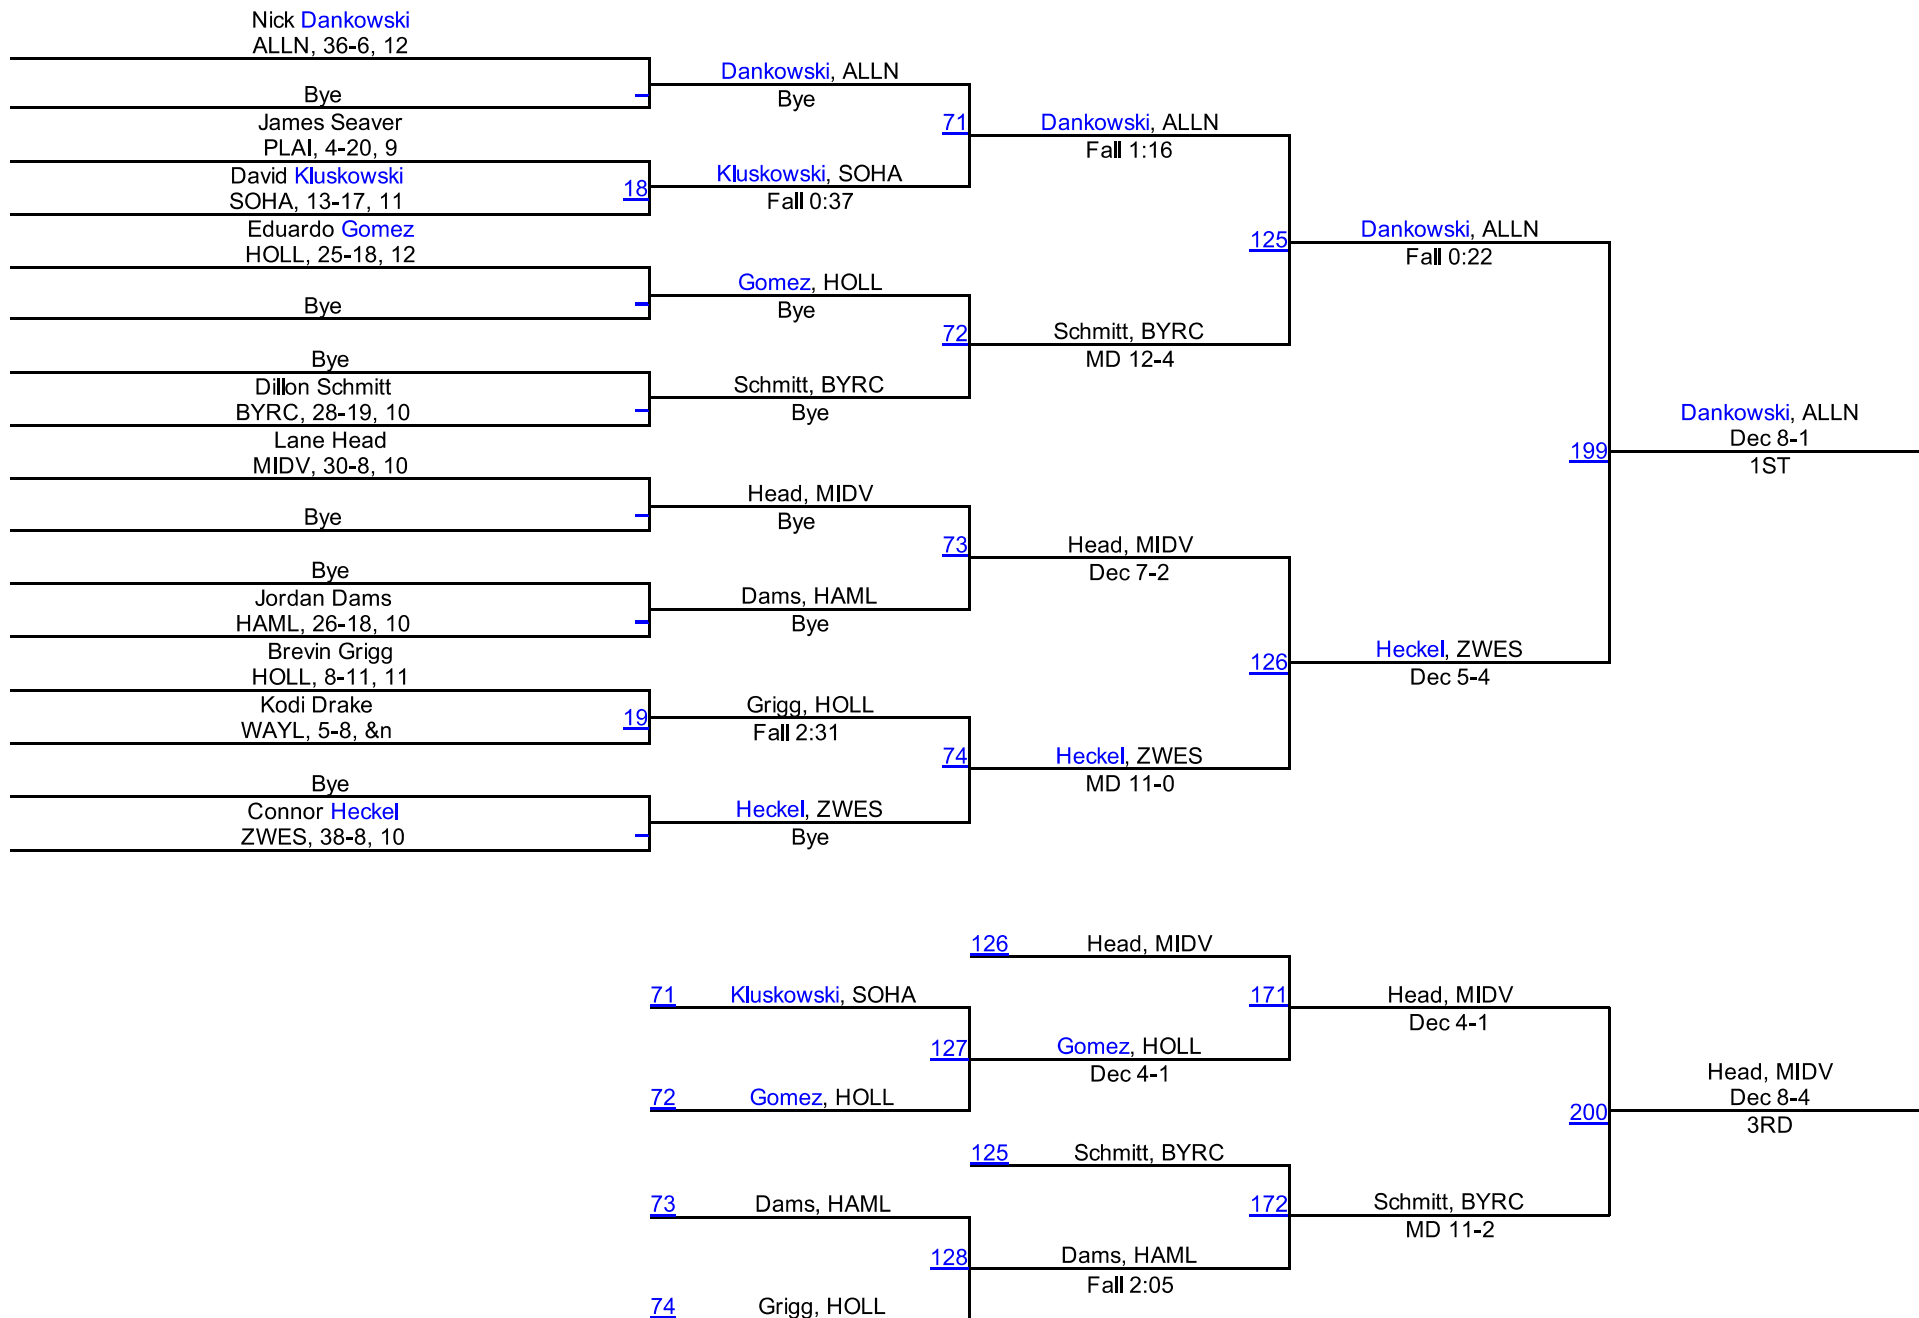 Nick Dankowski
ALLN, 36-6, 12
Bye
James Seaver
PLAI, 4-20, 9
David Kluskowski
SOHA, 13-17, 11
18
Eduardo Gomez
HOLL, 25-18, 12
Bye
Bye
Dillon Schmitt
BYRC, 28-19, 10
Lane Head
MIDV, 30-8, 10
Bye
Bye
Jordan Dams
HAML, 26-18, 10
Brevin Grigg
HOLL, 8-11, 11
Kodi Drake
WAYL, 5-8, &n
19
Bye
Connor Heckel
ZWES, 38-8, 10
Dankowski, ALLN
Bye
71
Kluskowski, SOHA
Fall 0:37
Gomez, HOLL
Bye
72
Schmitt, BYRC
Bye
Head, MIDV
Bye
73
Dams, HAML
Bye
Grigg, HOLL
Fall 2:31
74
Heckel, ZWES
Bye
Dankowski, ALLN
Fall 1:16
125
Schmitt, BYRC
MD 12-4
Head, MIDV
Dec 7-2
126
Heckel, ZWES
MD 11-0
Dankowski, ALLN
Fall 0:22
199
Heckel, ZWES
Dec 5-4
Dankowski, ALLN
Dec 8-1
1ST
126 Head, MIDV
71 Kluskowski, SOHA
171
127
Gomez, HOLL
Dec 4-1
72 Gomez, HOLL
125 Schmitt, BYRC
73 Dams, HAML
172
128
Dams, HAML
Fall 2:05
74 Grigg, HOLL
Head, MIDV
Dec 4-1
200
Schmitt, BYRC
MD 11-2
Head, MIDV
Dec 8-4
3RD